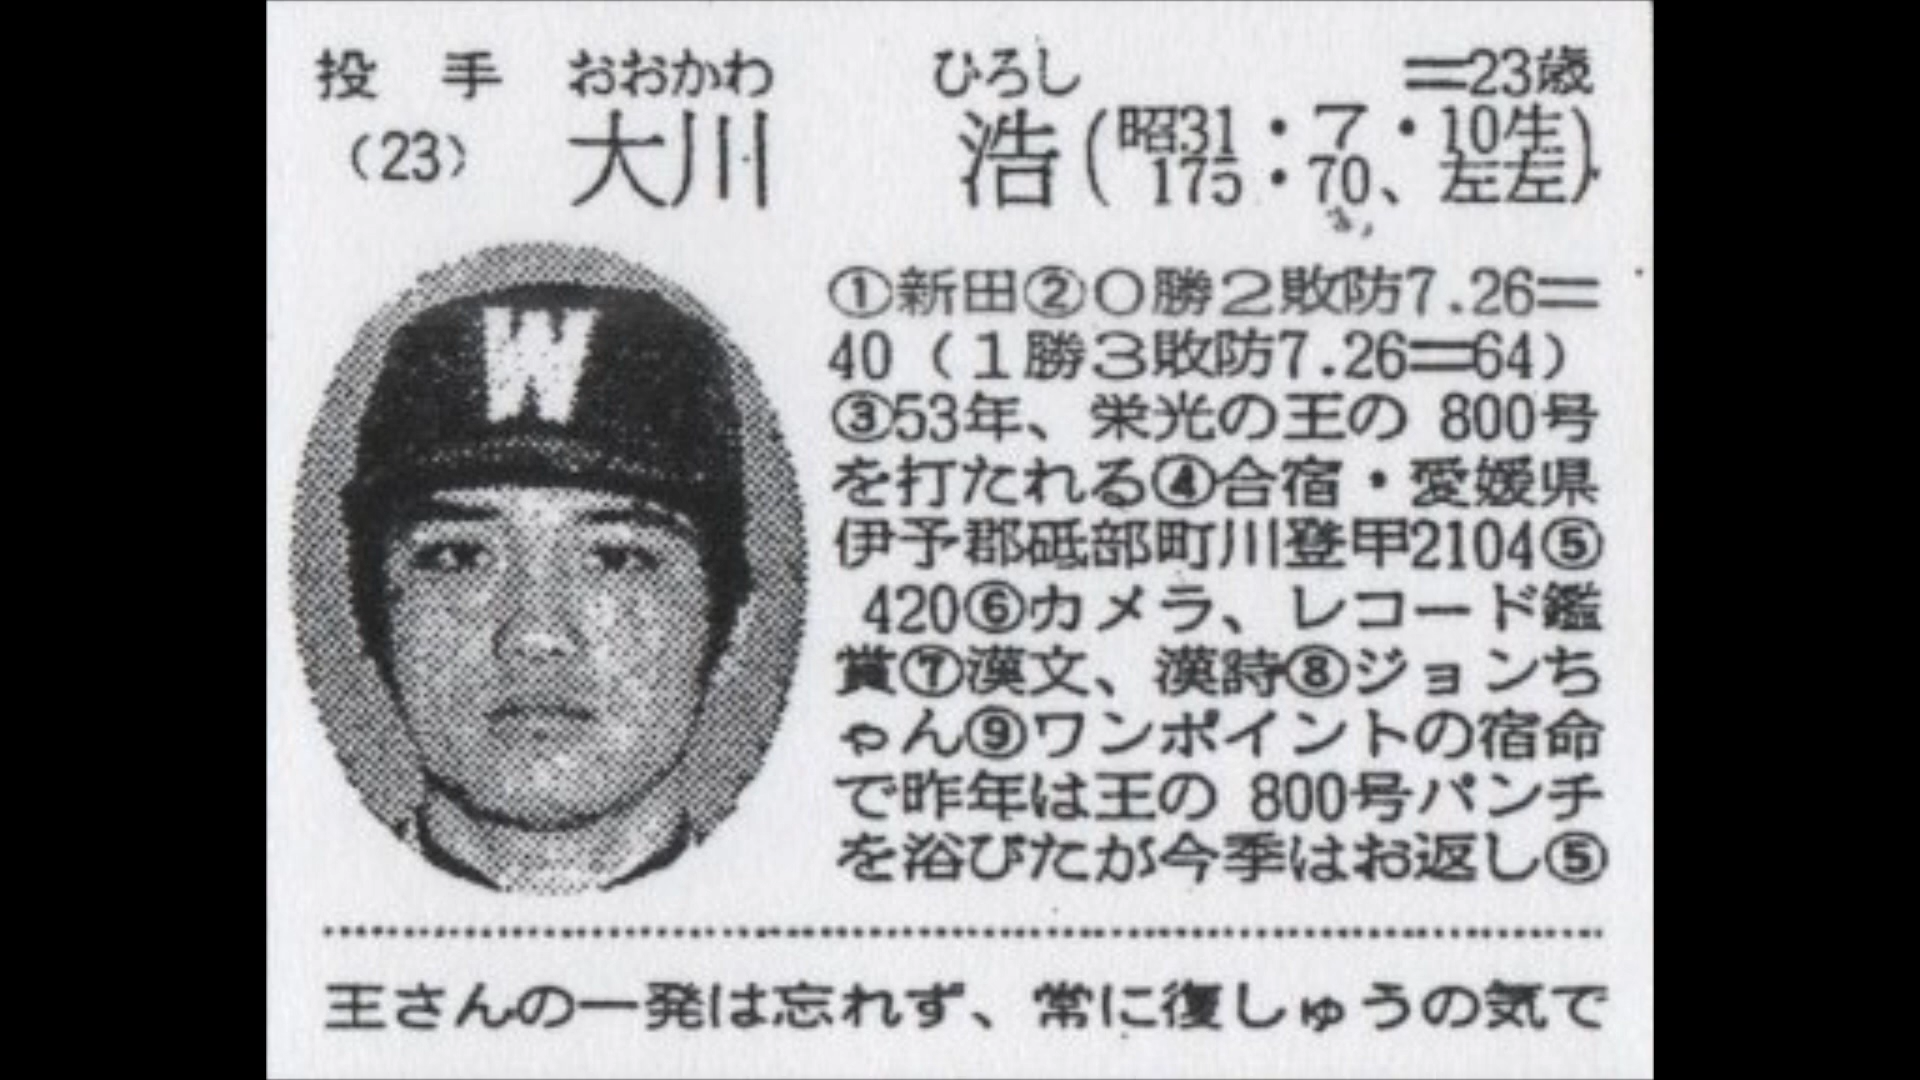 投手 おおかわ ひろし =23歳
(23) 大川 浩 (昭31・7・10生
175・70、左左)
W
①新田②0勝2敗防7.26=
40(1勝3敗防7.26=64)
③53年、栄光の王の 800号
を打たれる④合宿・愛媛県
伊予郡砥部町川登甲2104⑤
420⑥カメラ、レコード鑑
賞⑦漢文、漢詩⑧ジョンち
ゃん⑨ワンポイントの宿命
で昨年は王の 800号パンチ
を浴びたが今季はお返し⑤
王さんの一発は忘れず、常に復しゅうの気で